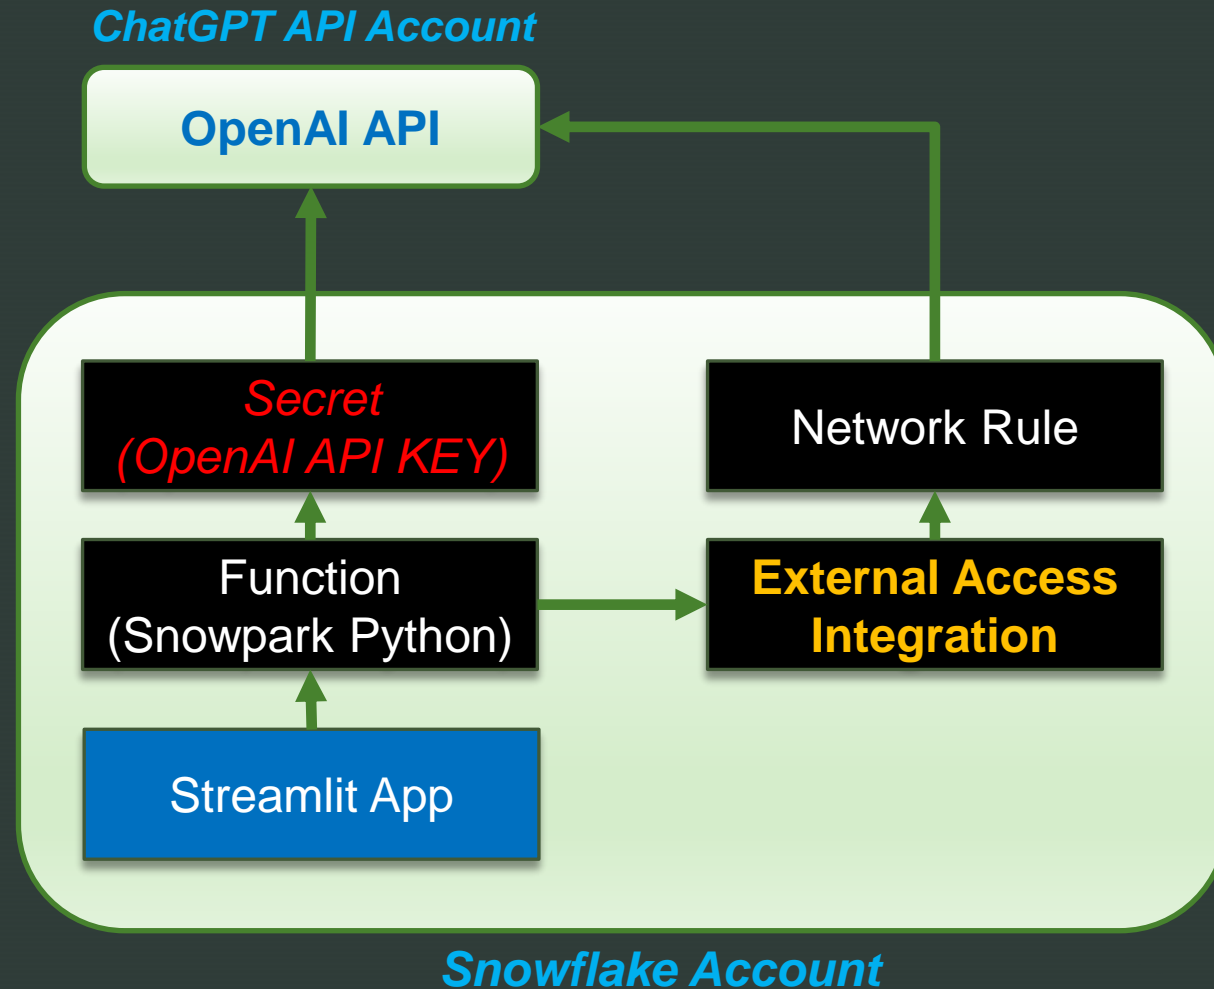 ChatGPT API Account
OpenAI API
Secret
(OpenAI API KEY)
Network Rule
Function
(Snowpark Python)
External Access
Integration
Streamlit App
Snowflake Account